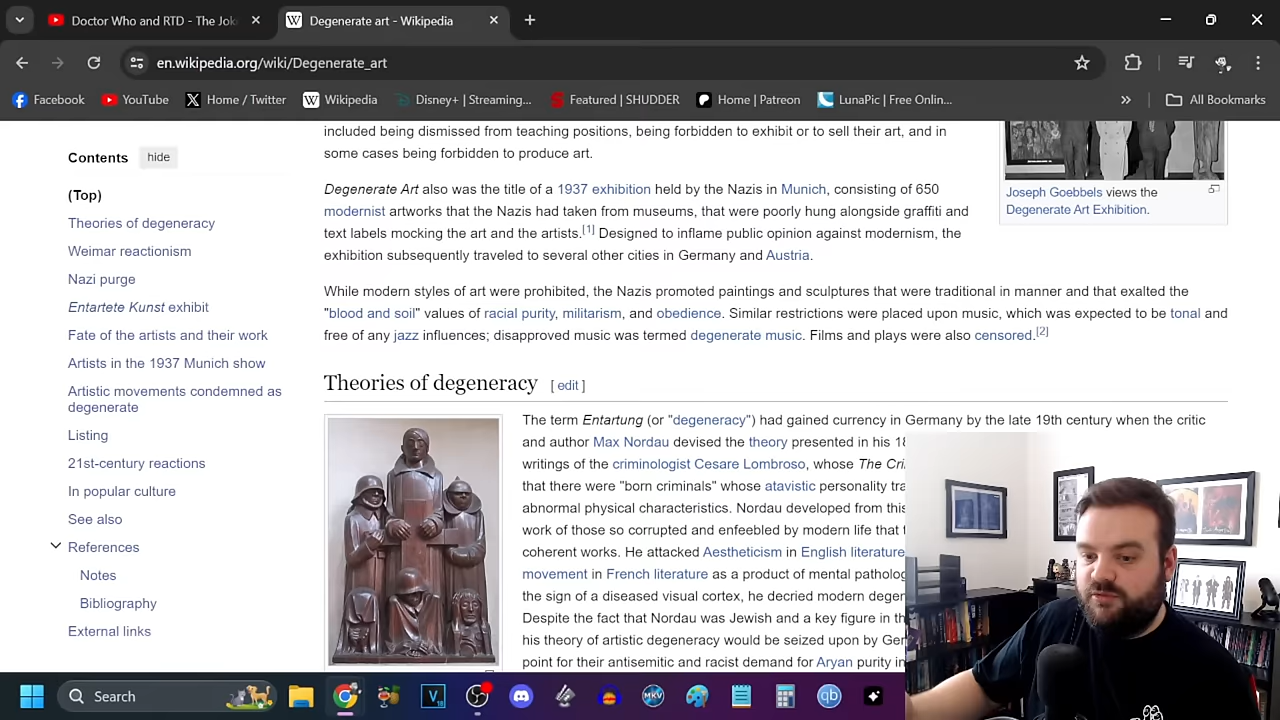 Doctor Who and RTD - The Jok
Degenerate art - Wikipedia
en.wikipedia.org/wiki/Degenerate_art
Facebook
YouTube
Home / Twitter
Wikipedia
Disney+ | Streaming...
Featured | SHUDDER
Home | Patreon
LunaPic | Free Onlin...
All Bookmarks
Contents hide
(Top)
Theories of degeneracy
Weimar reactionism
Nazi purge
Entartete Kunst exhibit
Fate of the artists and their work
Artists in the 1937 Munich show
Artistic movements condemned as
degenerate
Listing
21st-century reactions
In popular culture
See also
References
Notes
Bibliography
External links
included being dismissed from teaching positions, being forbidden to exhibit or to sell their art, and in
some cases being forbidden to produce art.
Degenerate Art also was the title of a 1937 exhibition held by the Nazis in Munich, consisting of 650
modernist artworks that the Nazis had taken from museums, that were poorly hung alongside graffiti and
text labels mocking the art and the artists.[1] Designed to inflame public opinion against modernism, the
exhibition subsequently traveled to several other cities in Germany and Austria.
Joseph Goebbels views the
Degenerate Art Exhibition.
While modern styles of art were prohibited, the Nazis promoted paintings and sculptures that were traditional in manner and that exalted the
"blood and soil" values of racial purity, militarism, and obedience. Similar restrictions were placed upon music, which was expected to be tonal and
free of any jazz influences; disapproved music was termed degenerate music. Films and plays were also censored.[2]
Theories of degeneracy [ edit ]
The term Entartung (or "degeneracy") had gained currency in Germany by the late 19th century when the critic
and author Max Nordau devised the theory presented in his 18
writings of the criminologist Cesare Lombroso, whose The Cri
that there were "born criminals" whose atavistic personality tra
abnormal physical characteristics. Nordau developed from this
work of those so corrupted and enfeebled by modern life that t
coherent works. He attacked Aestheticism in English literature
movement in French literature as a product of mental patholog
the sign of a diseased visual cortex, he decried modern degen
Despite the fact that Nordau was Jewish and a key figure in th
his theory of artistic degeneracy would be seized upon by Ger
point for their antisemitic and racist demand for Aryan purity in
Search